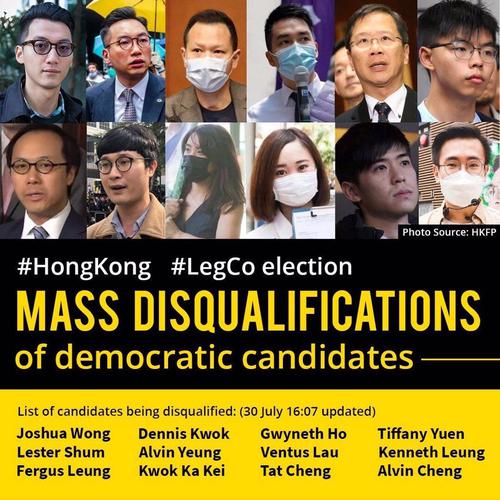 Photo Source: HKFP
#HongKong #LegCo election
MASS DISQUALIFICATIONS
of democratic candidates
List of candidates being disqualified: (30 July 16:07 updated)
Joshua Wong Dennis Kwok Gwyneth Ho Tiffany Yuen
Lester Shum Alvin Yeung Ventus Lau Kenneth Leung
Fergus Leung Kwok Ka Kei Tat Cheng Alvin Cheng